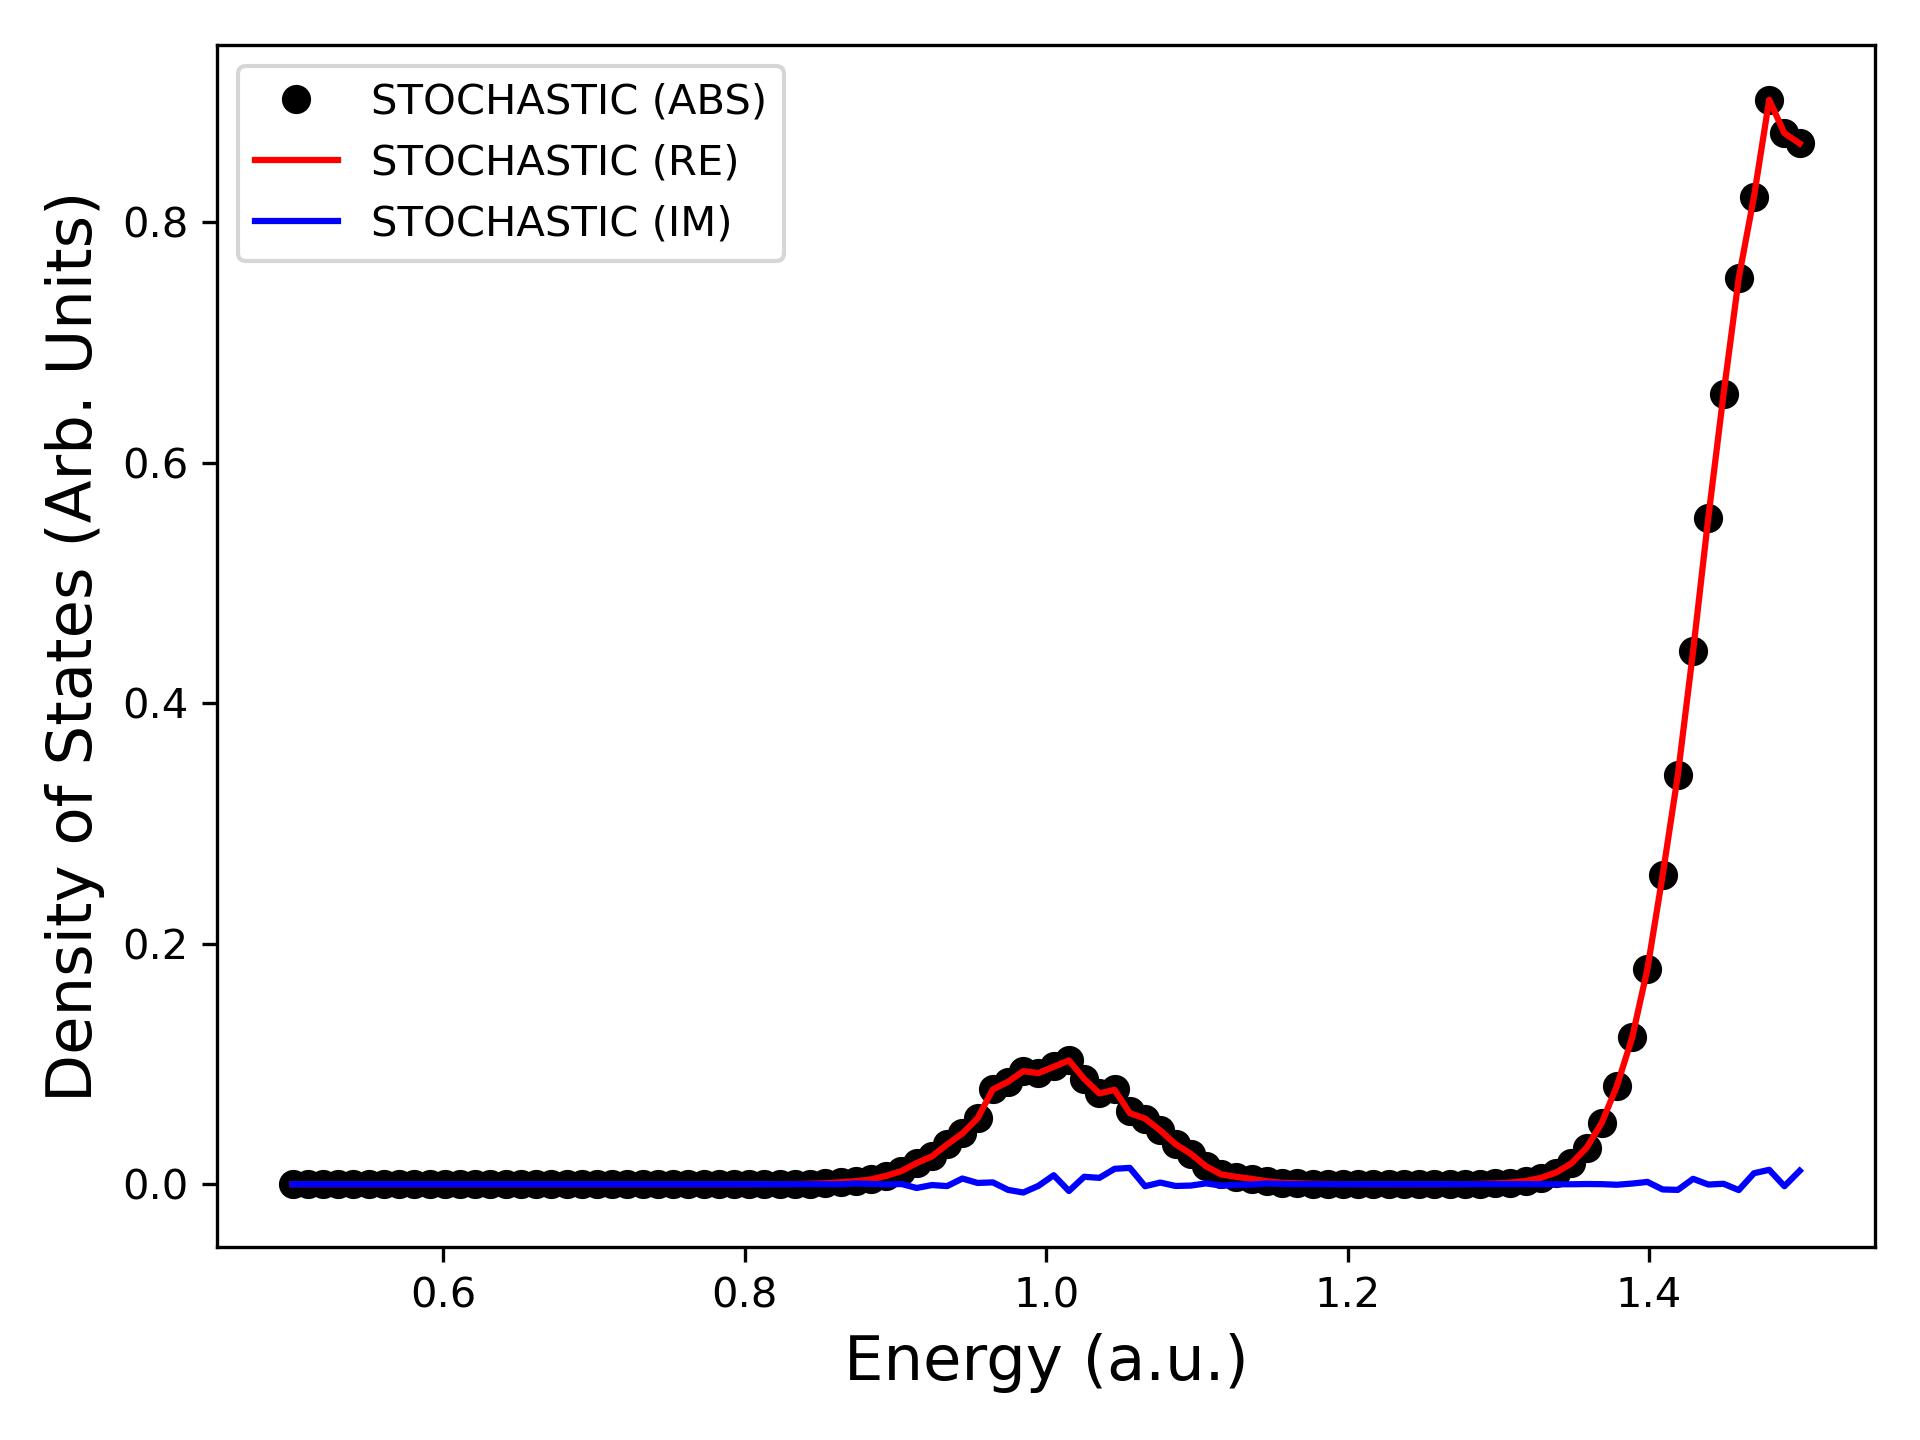 STOCHASTIC (ABS)
STOCHASTIC (RE)
STOCHASTIC (IM)
Density of States (Arb. Units)
0.8
0.6
0.4
0.2
0.0
0.6 0.8 1.0 1.2 1.4
Energy (a.u.)